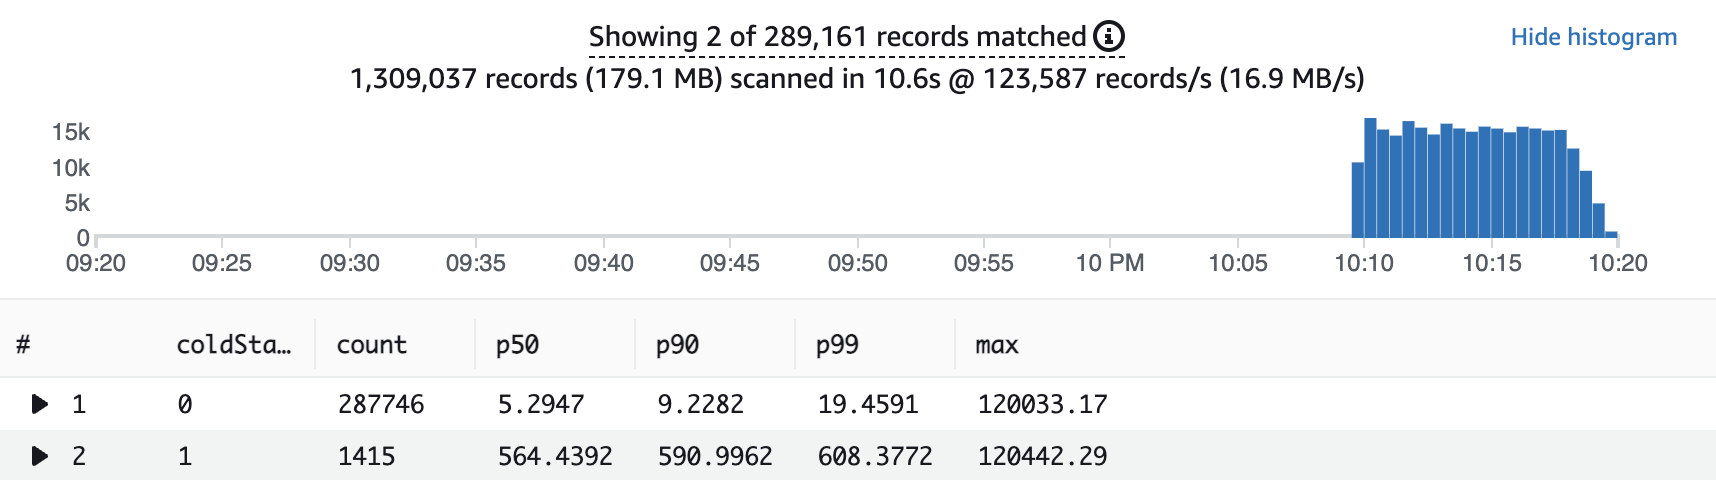 Showing 2 of 289,161 records matched
Hide histogram
1,309,037 records (179.1 MB) scanned in 10.6s @ 123,587 records/s (16.9 MB/s)
15k
10k
5k
0
09:20 09:25 09:30 09:35 09:40 09:45 09:50 09:55 10 PM 10:05 10:10 10:15 10:20
# coldSta… count p50 p90 p99 max
1 0 287746 5.2947 9.2282 19.4591 120033.17
2 1 1415 564.4392 590.9962 608.3772 120442.29